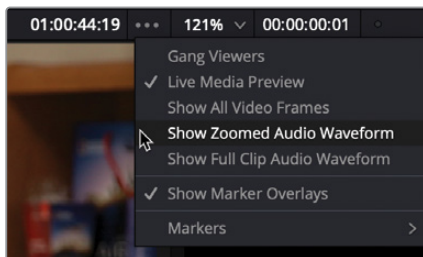 01:00:44:19 ••• 121% 00:00:00:01
Gang Viewers
✓ Live Media Preview
Show All Video Frames
Show Zoomed Audio Waveform
Show Full Clip Audio Waveform
✓ Show Marker Overlays
Markers >